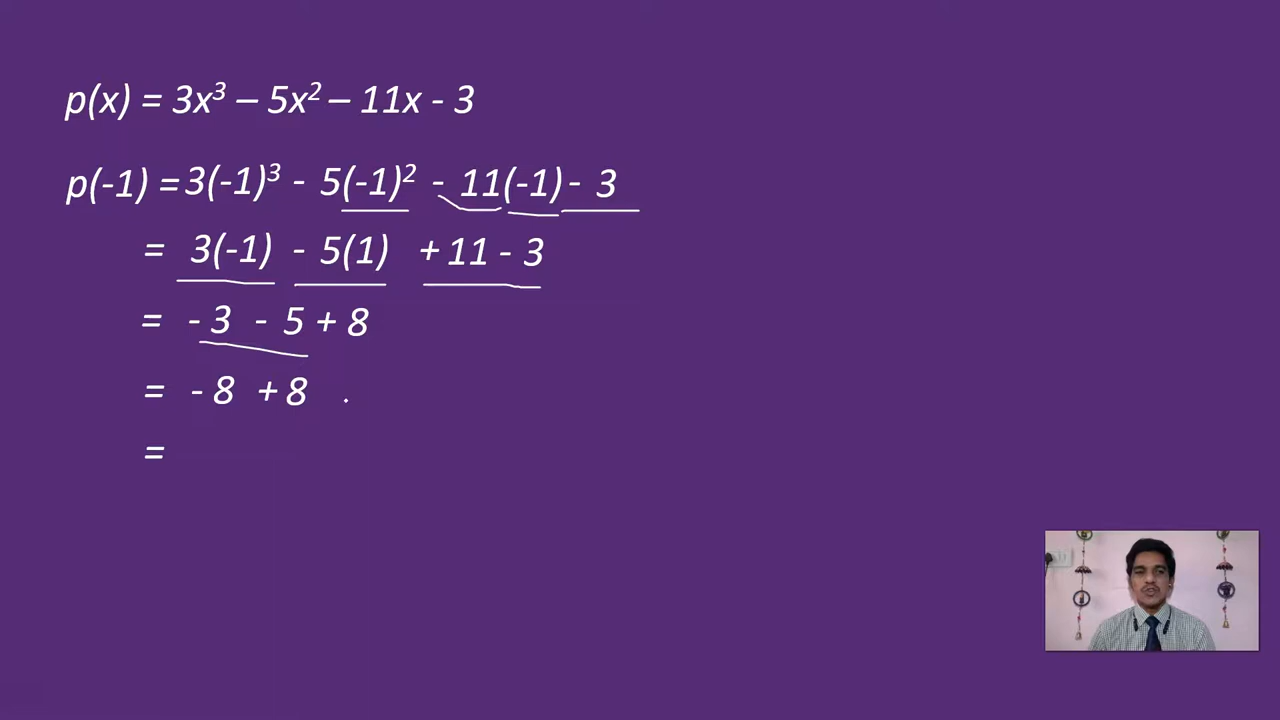 p(x) = 3x³ – 5x² – 11x - 3
p(-1) = 3(-1)³ - 5(-1)² - 11(-1) - 3
= 3(-1) - 5(1) + 11 - 3
= - 3 - 5 + 8
= - 8 + 8
=